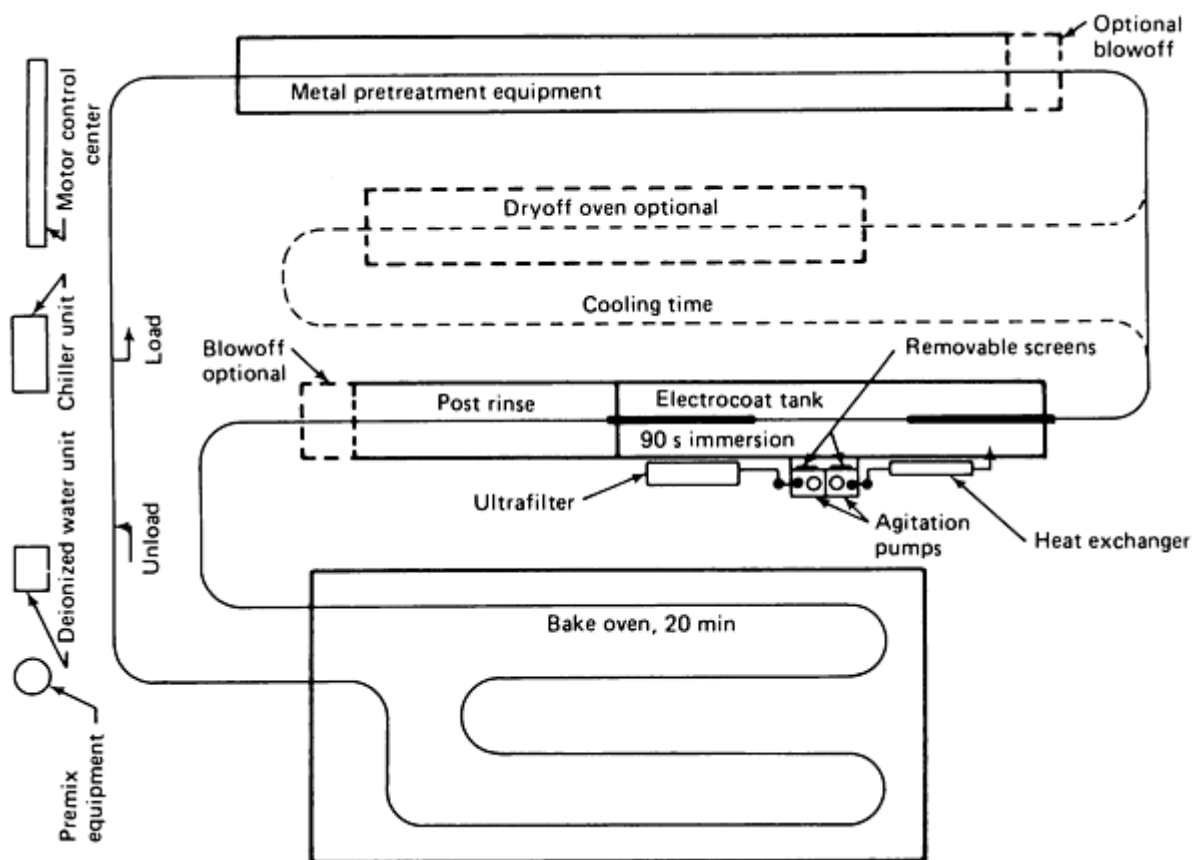 Optional
blowoff
Metal pretreatment equipment
Motor control
center
Dryoff oven optional
Cooling time
Chiller unit
Load
Blowoff
optional
Removable screens
Post rinse
Electrocoat tank
90 s immersion
Ultrafilter
Agitation
pumps
Heat exchanger
Deionized water unit
Unload
Bake oven, 20 min
Premix
equipment